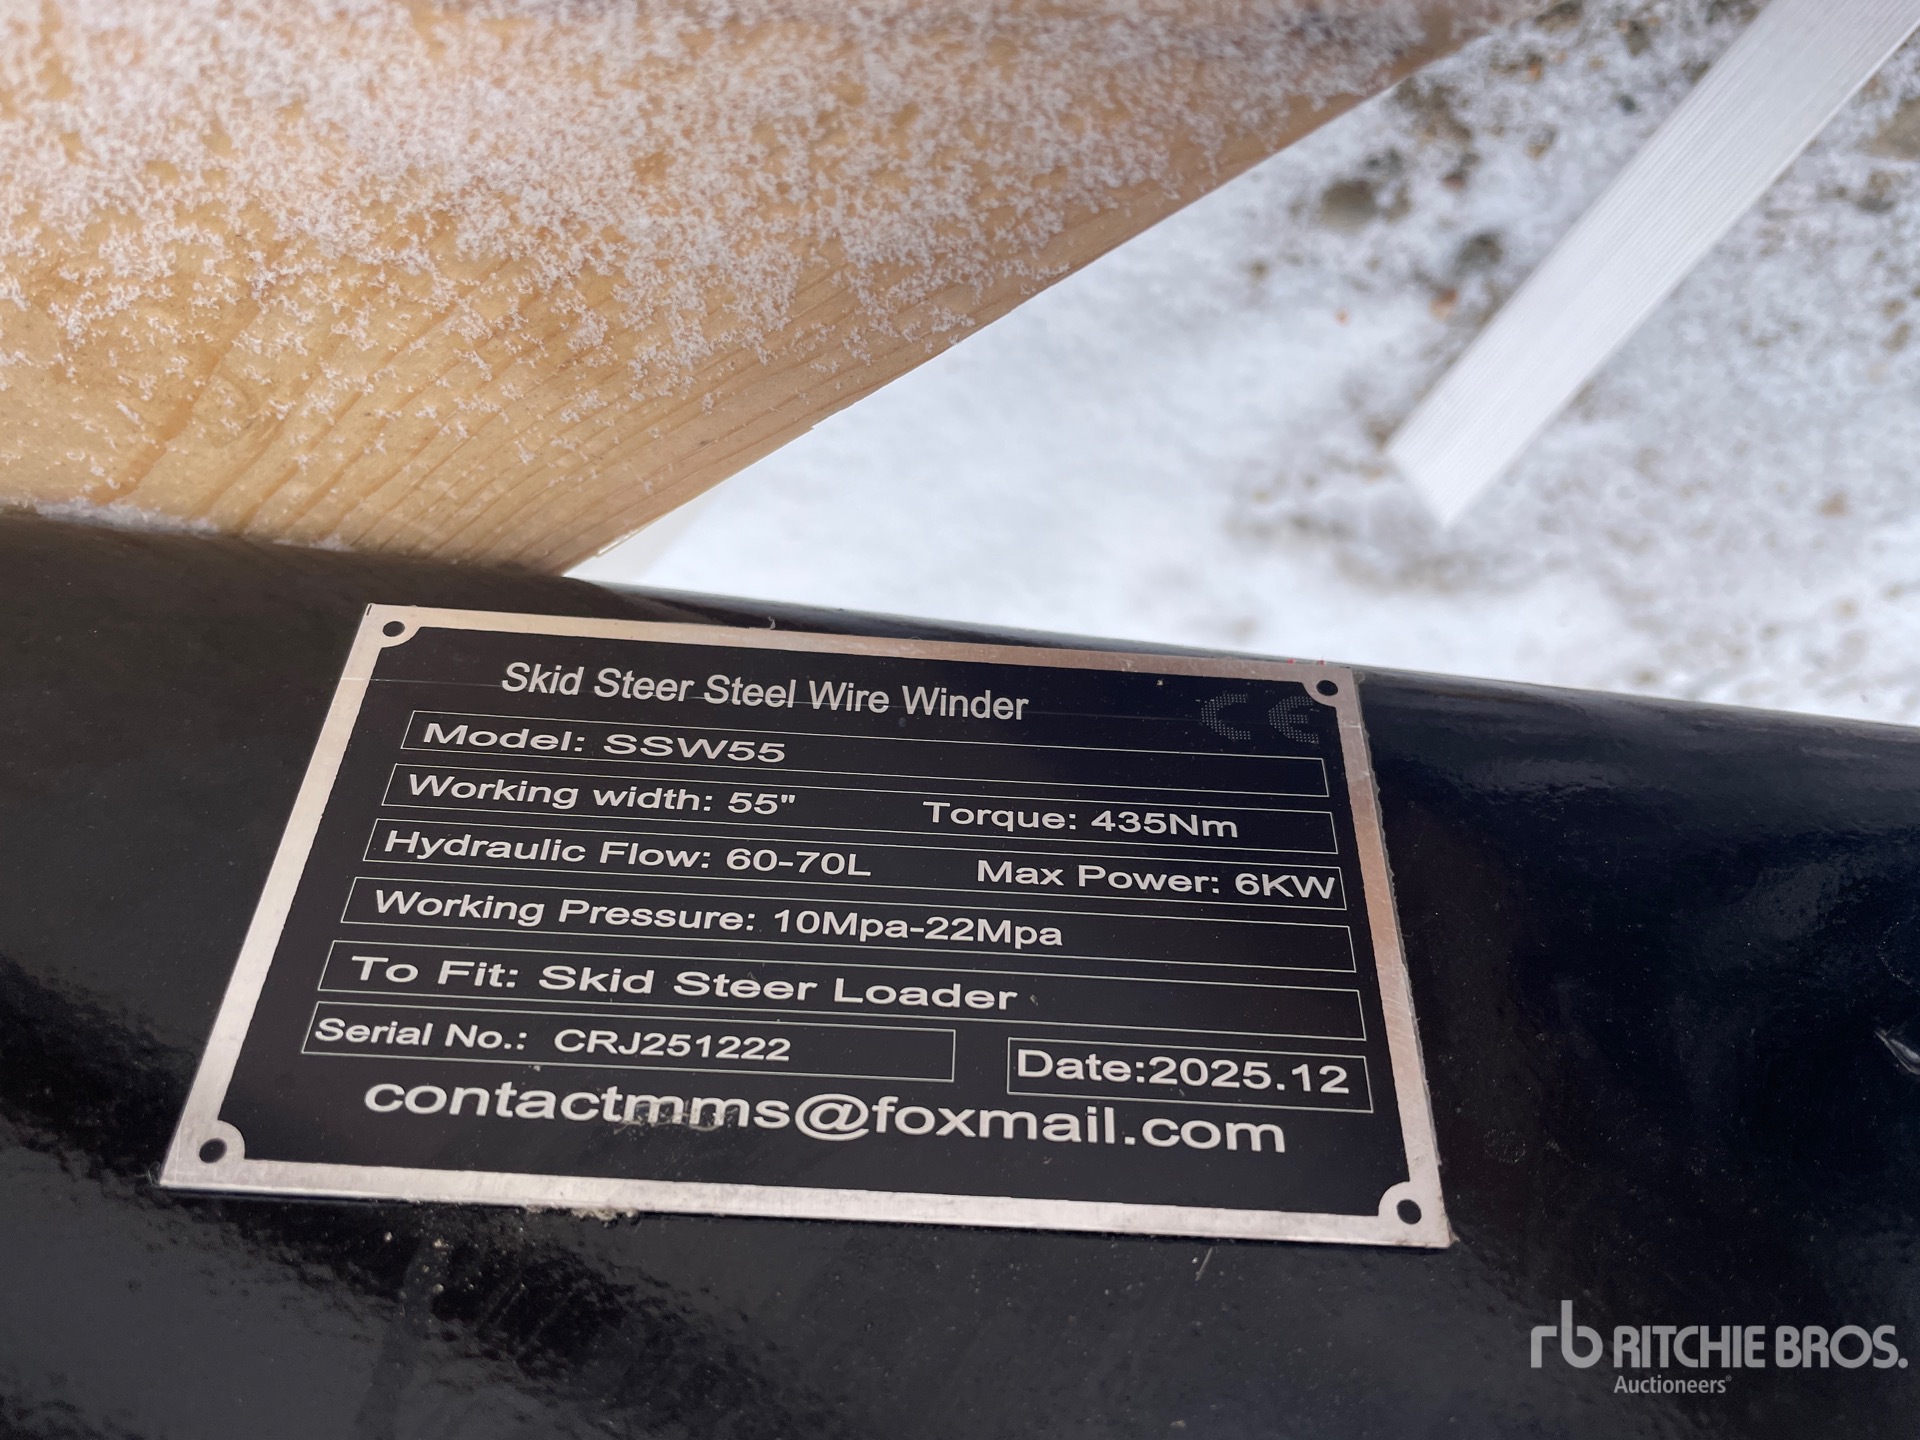 Skid Steer Steel Wire Winder CE
Model: SSW55
Working width: 55" Torque: 435Nm
Hydraulic Flow: 60-70L Max Power: 6KW
Working Pressure: 10Mpa-22Mpa
To Fit: Skid Steer Loader
Serial No.: CRJ251222 Date:2025.12
contactmms@foxmail.com
rb RITCHIE BROS.
Auctioneers®